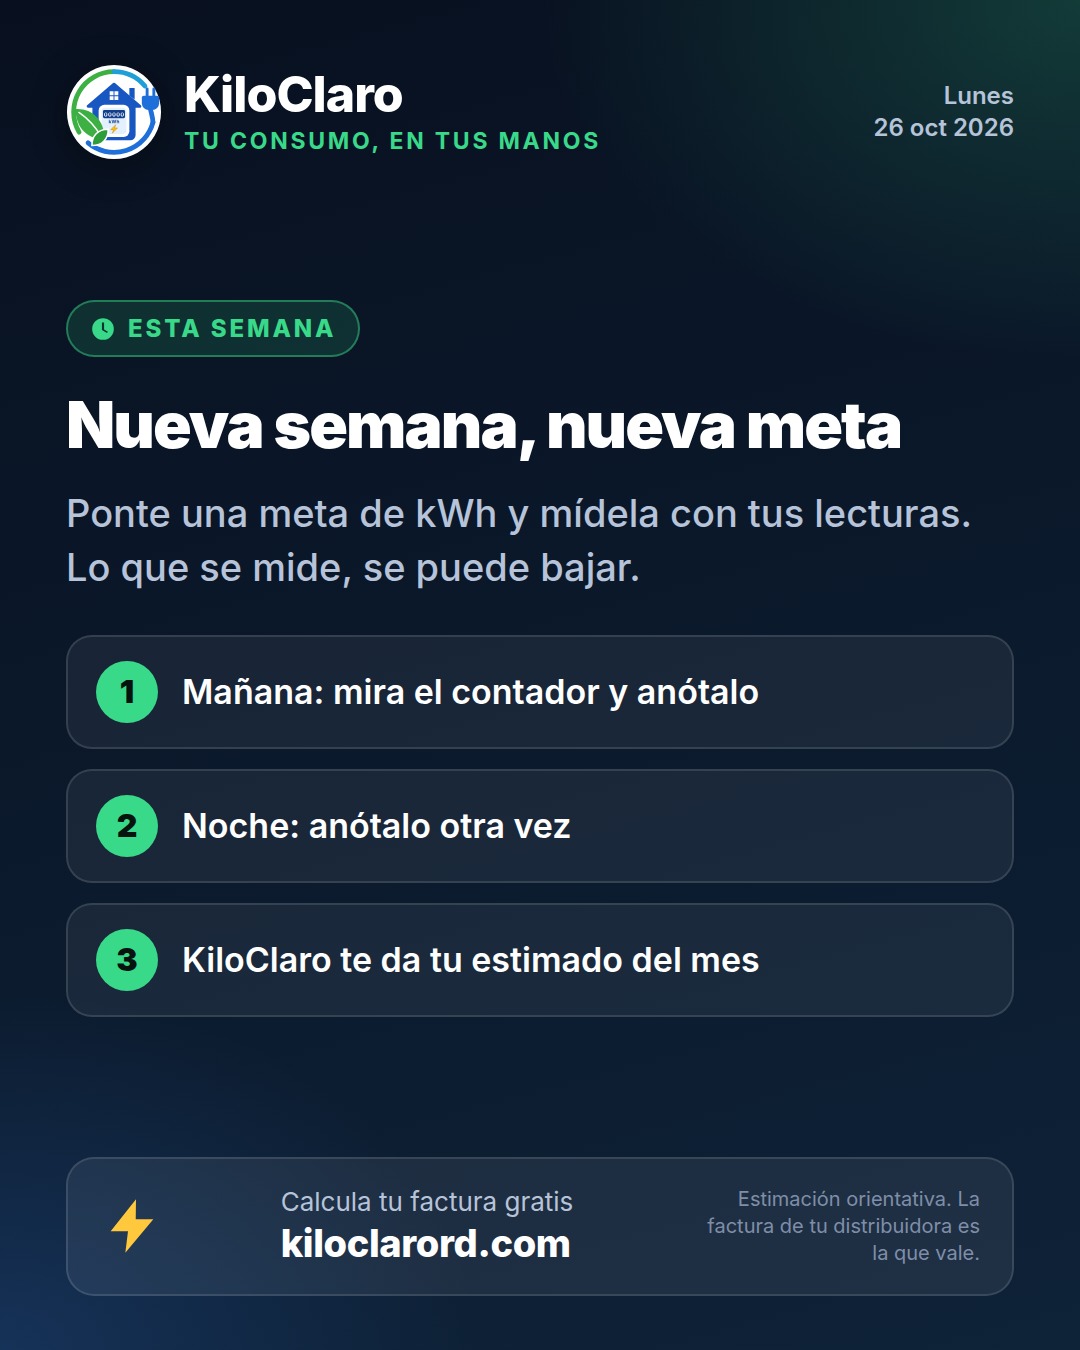 KiloClaro
TU CONSUMO, EN TUS MANOS
Lunes
26 oct 2026
00000
kWh
ESTA SEMANA
Nueva semana, nueva meta
Ponte una meta de kWh y mídela con tus lecturas.
Lo que se mide, se puede bajar.
1 Mañana: mira el contador y anótalo
2 Noche: anótalo otra vez
3 KiloClaro te da tu estimado del mes
Calcula tu factura gratis
kiloclarord.com
Estimación orientativa. La
factura de tu distribuidora es
la que vale.